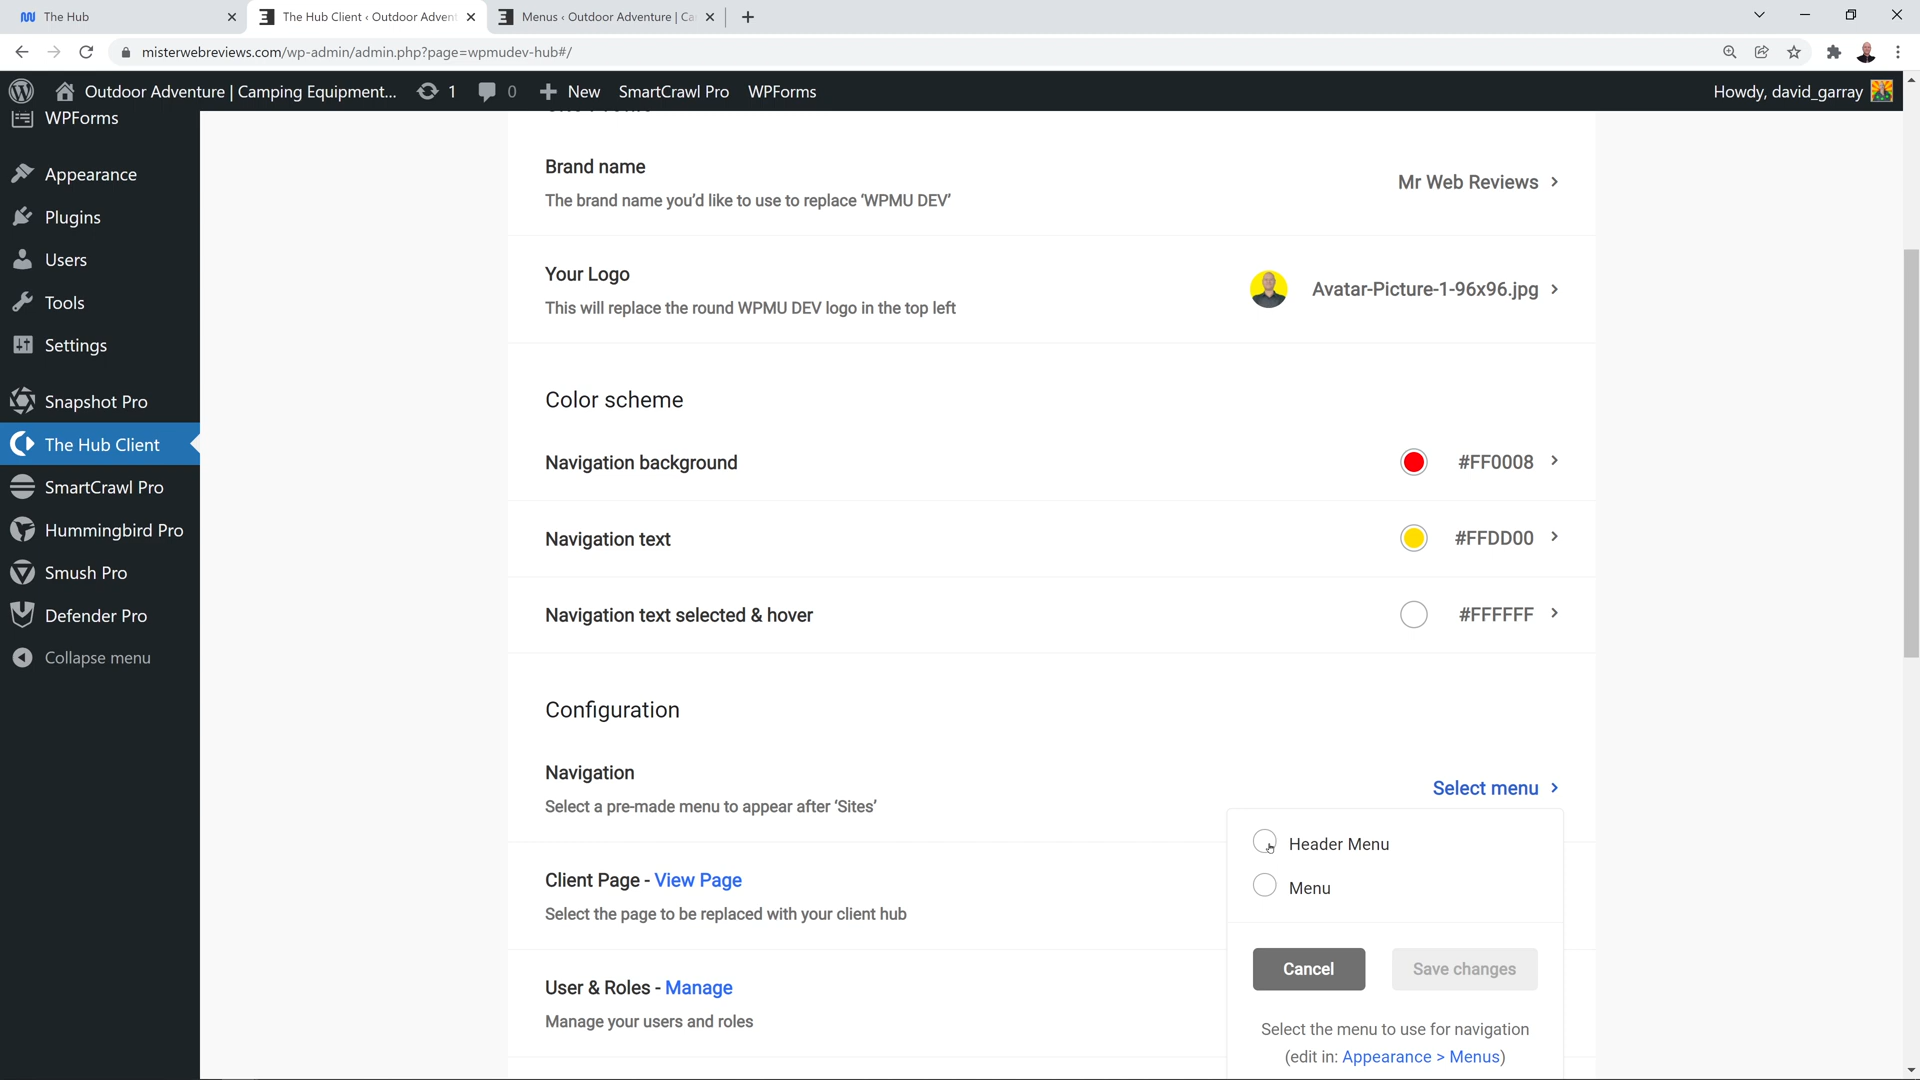 The Hub
The Hub Client ‹ Outdoor Advent
Menus ‹ Outdoor Adventure | Ca
misterwebreviews.com/wp-admin/admin.php?page=wpmudev-hub#/
Outdoor Adventure | Camping Equipment...
1
0
New
SmartCrawl Pro
WPForms
Howdy, david_garray
WPForms
Appearance
Plugins
Users
Tools
Settings
Snapshot Pro
The Hub Client
SmartCrawl Pro
Hummingbird Pro
Smush Pro
Defender Pro
Collapse menu
Brand name
The brand name you’d like to use to replace ‘WPMU DEV’
Mr Web Reviews
Your Logo
This will replace the round WPMU DEV logo in the top left
Avatar-Picture-1-96x96.jpg
Color scheme
Navigation background
#FF0008
Navigation text
#FFDD00
Navigation text selected & hover
#FFFFFF
Configuration
Navigation
Select a pre-made menu to appear after ‘Sites’
Select menu
Header Menu
Menu
Cancel
Save changes
Select the menu to use for navigation
(edit in: Appearance > Menus)
Client Page - View Page
Select the page to be replaced with your client hub
User & Roles - Manage
Manage your users and roles